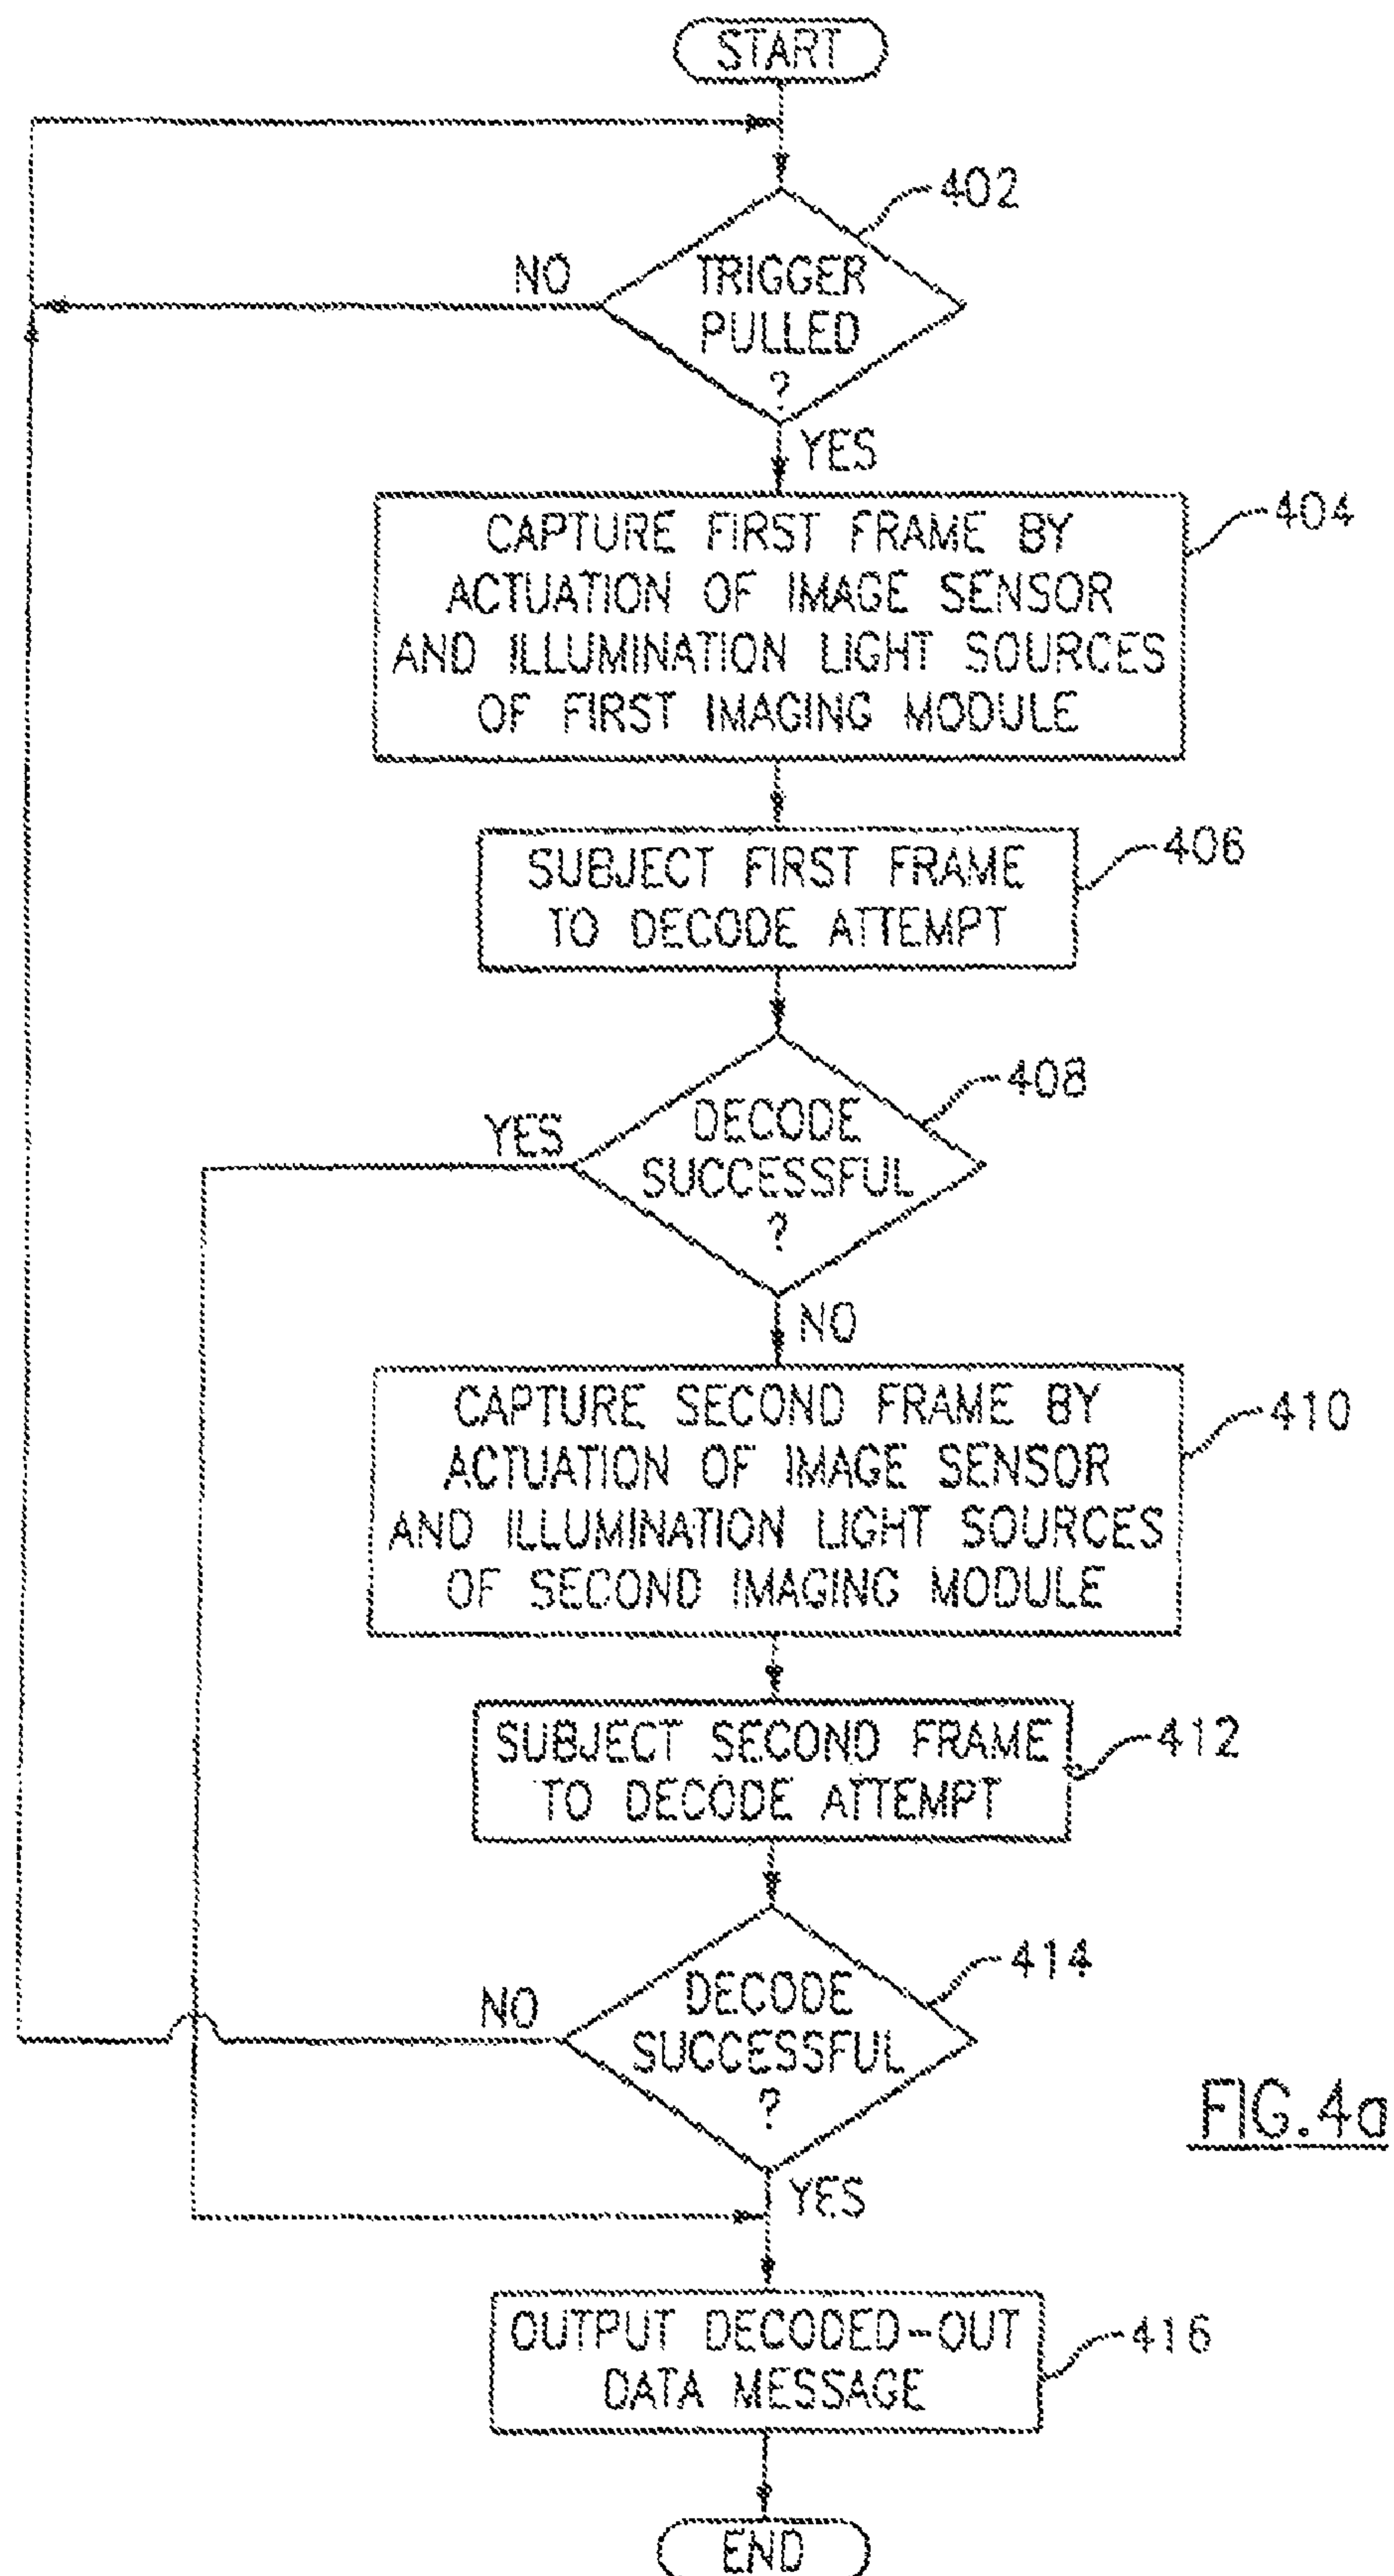 START
402
NO
TRIGGER
PULLED
?
YES
404
CAPTURE FIRST FRAME BY
ACTUATION OF IMAGE SENSOR
AND ILLUMINATION LIGHT SOURCES
OF FIRST IMAGING MODULE
406
SUBJECT FIRST FRAME
TO DECODE ATTEMPT
408
YES
DECODE
SUCCESSFUL
?
NO
410
CAPTURE SECOND FRAME BY
ACTUATION OF IMAGE SENSOR
AND ILLUMINATION LIGHT SOURCES
OF SECOND IMAGING MODULE
412
SUBJECT SECOND FRAME
TO DECODE ATTEMPT
414
NO
DECODE
SUCCESSFUL
?
FIG.4a
YES
OUTPUT DECODED-OUT
DATA MESSAGE
416
END